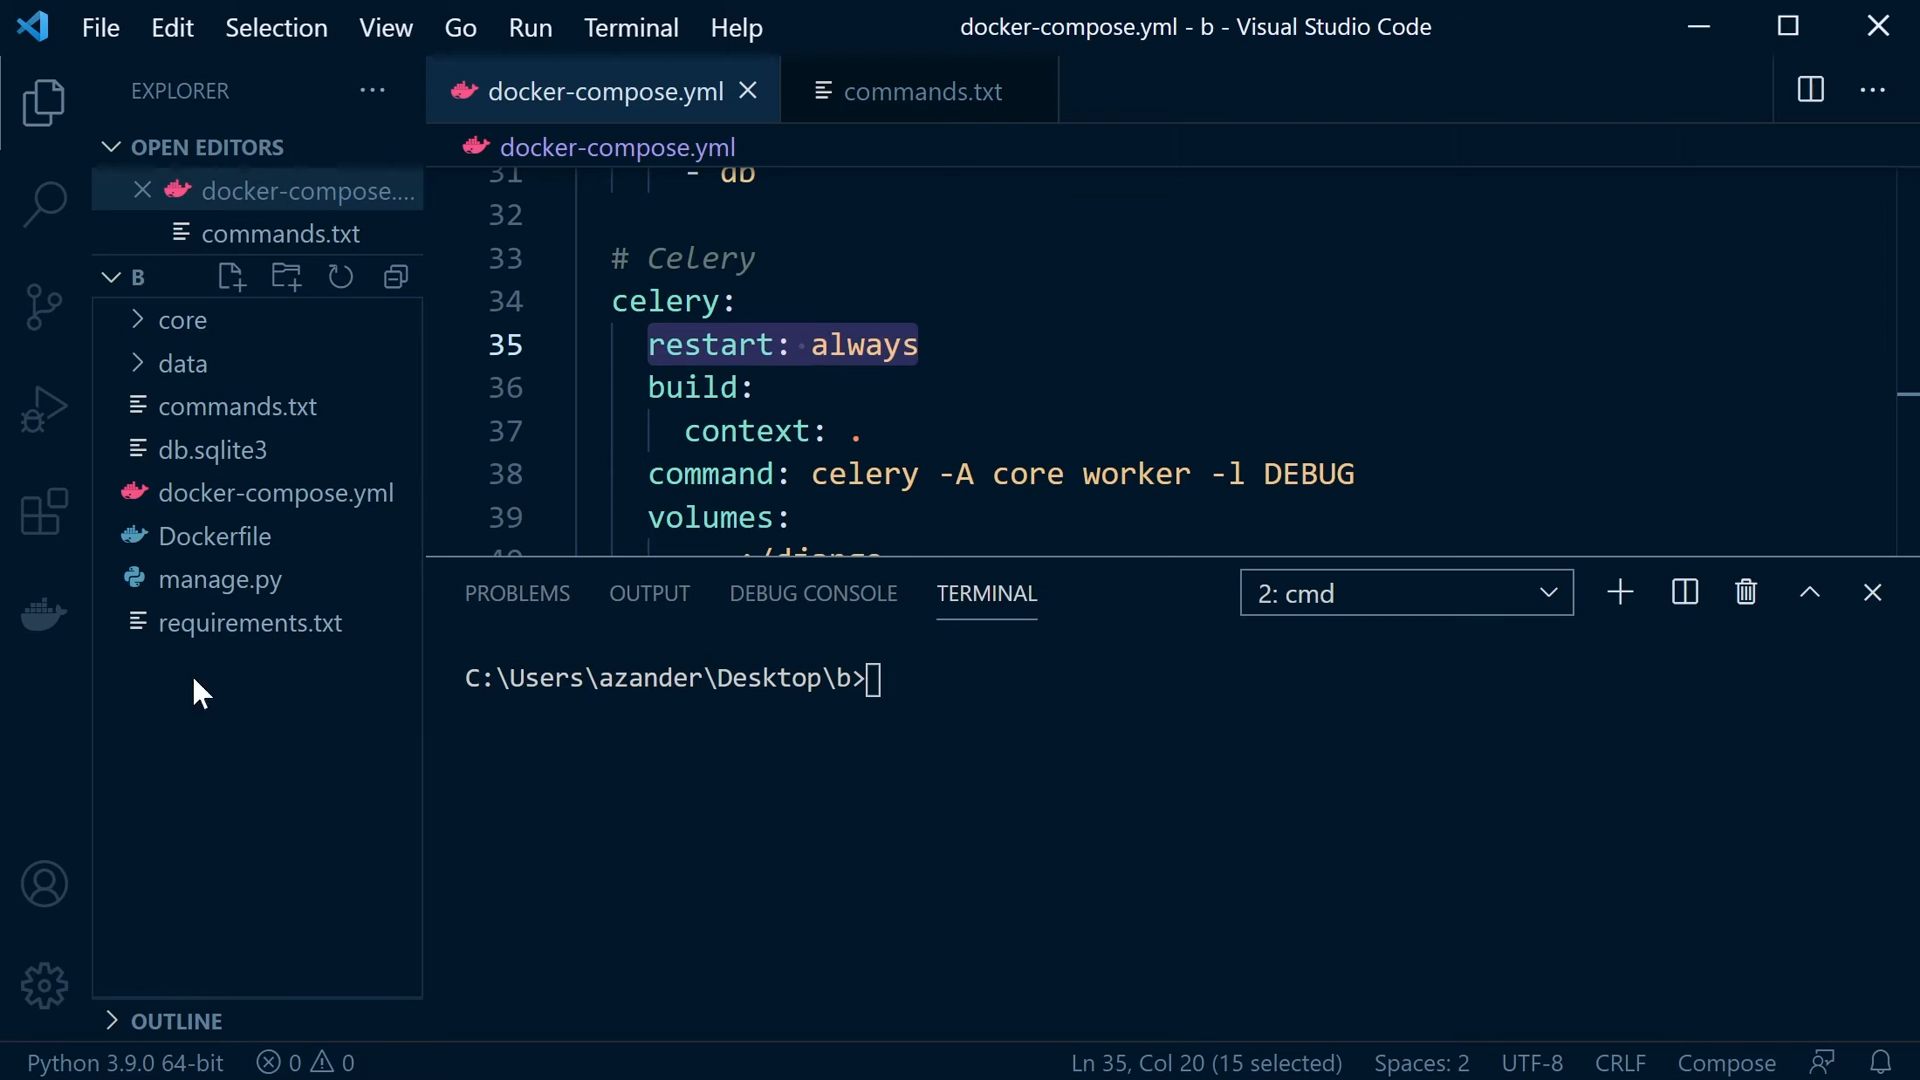 File Edit Selection View Go Run Terminal Help
docker-compose.yml - b - Visual Studio Code
EXPLORER
OPEN EDITORS
docker-compose....
commands.txt
B
core
data
commands.txt
db.sqlite3
docker-compose.yml
Dockerfile
manage.py
requirements.txt
OUTLINE
docker-compose.yml
commands.txt
docker-compose.yml
31 - db
32
33 # Celery
34 celery:
35 restart: always
36 build:
37 context: .
38 command: celery -A core worker -l DEBUG
39 volumes:
PROBLEMS OUTPUT DEBUG CONSOLE TERMINAL
2: cmd
C:\Users\azander\Desktop\b>
Python 3.9.0 64-bit 0 0
Ln 35, Col 20 (15 selected) Spaces: 2 UTF-8 CRLF Compose